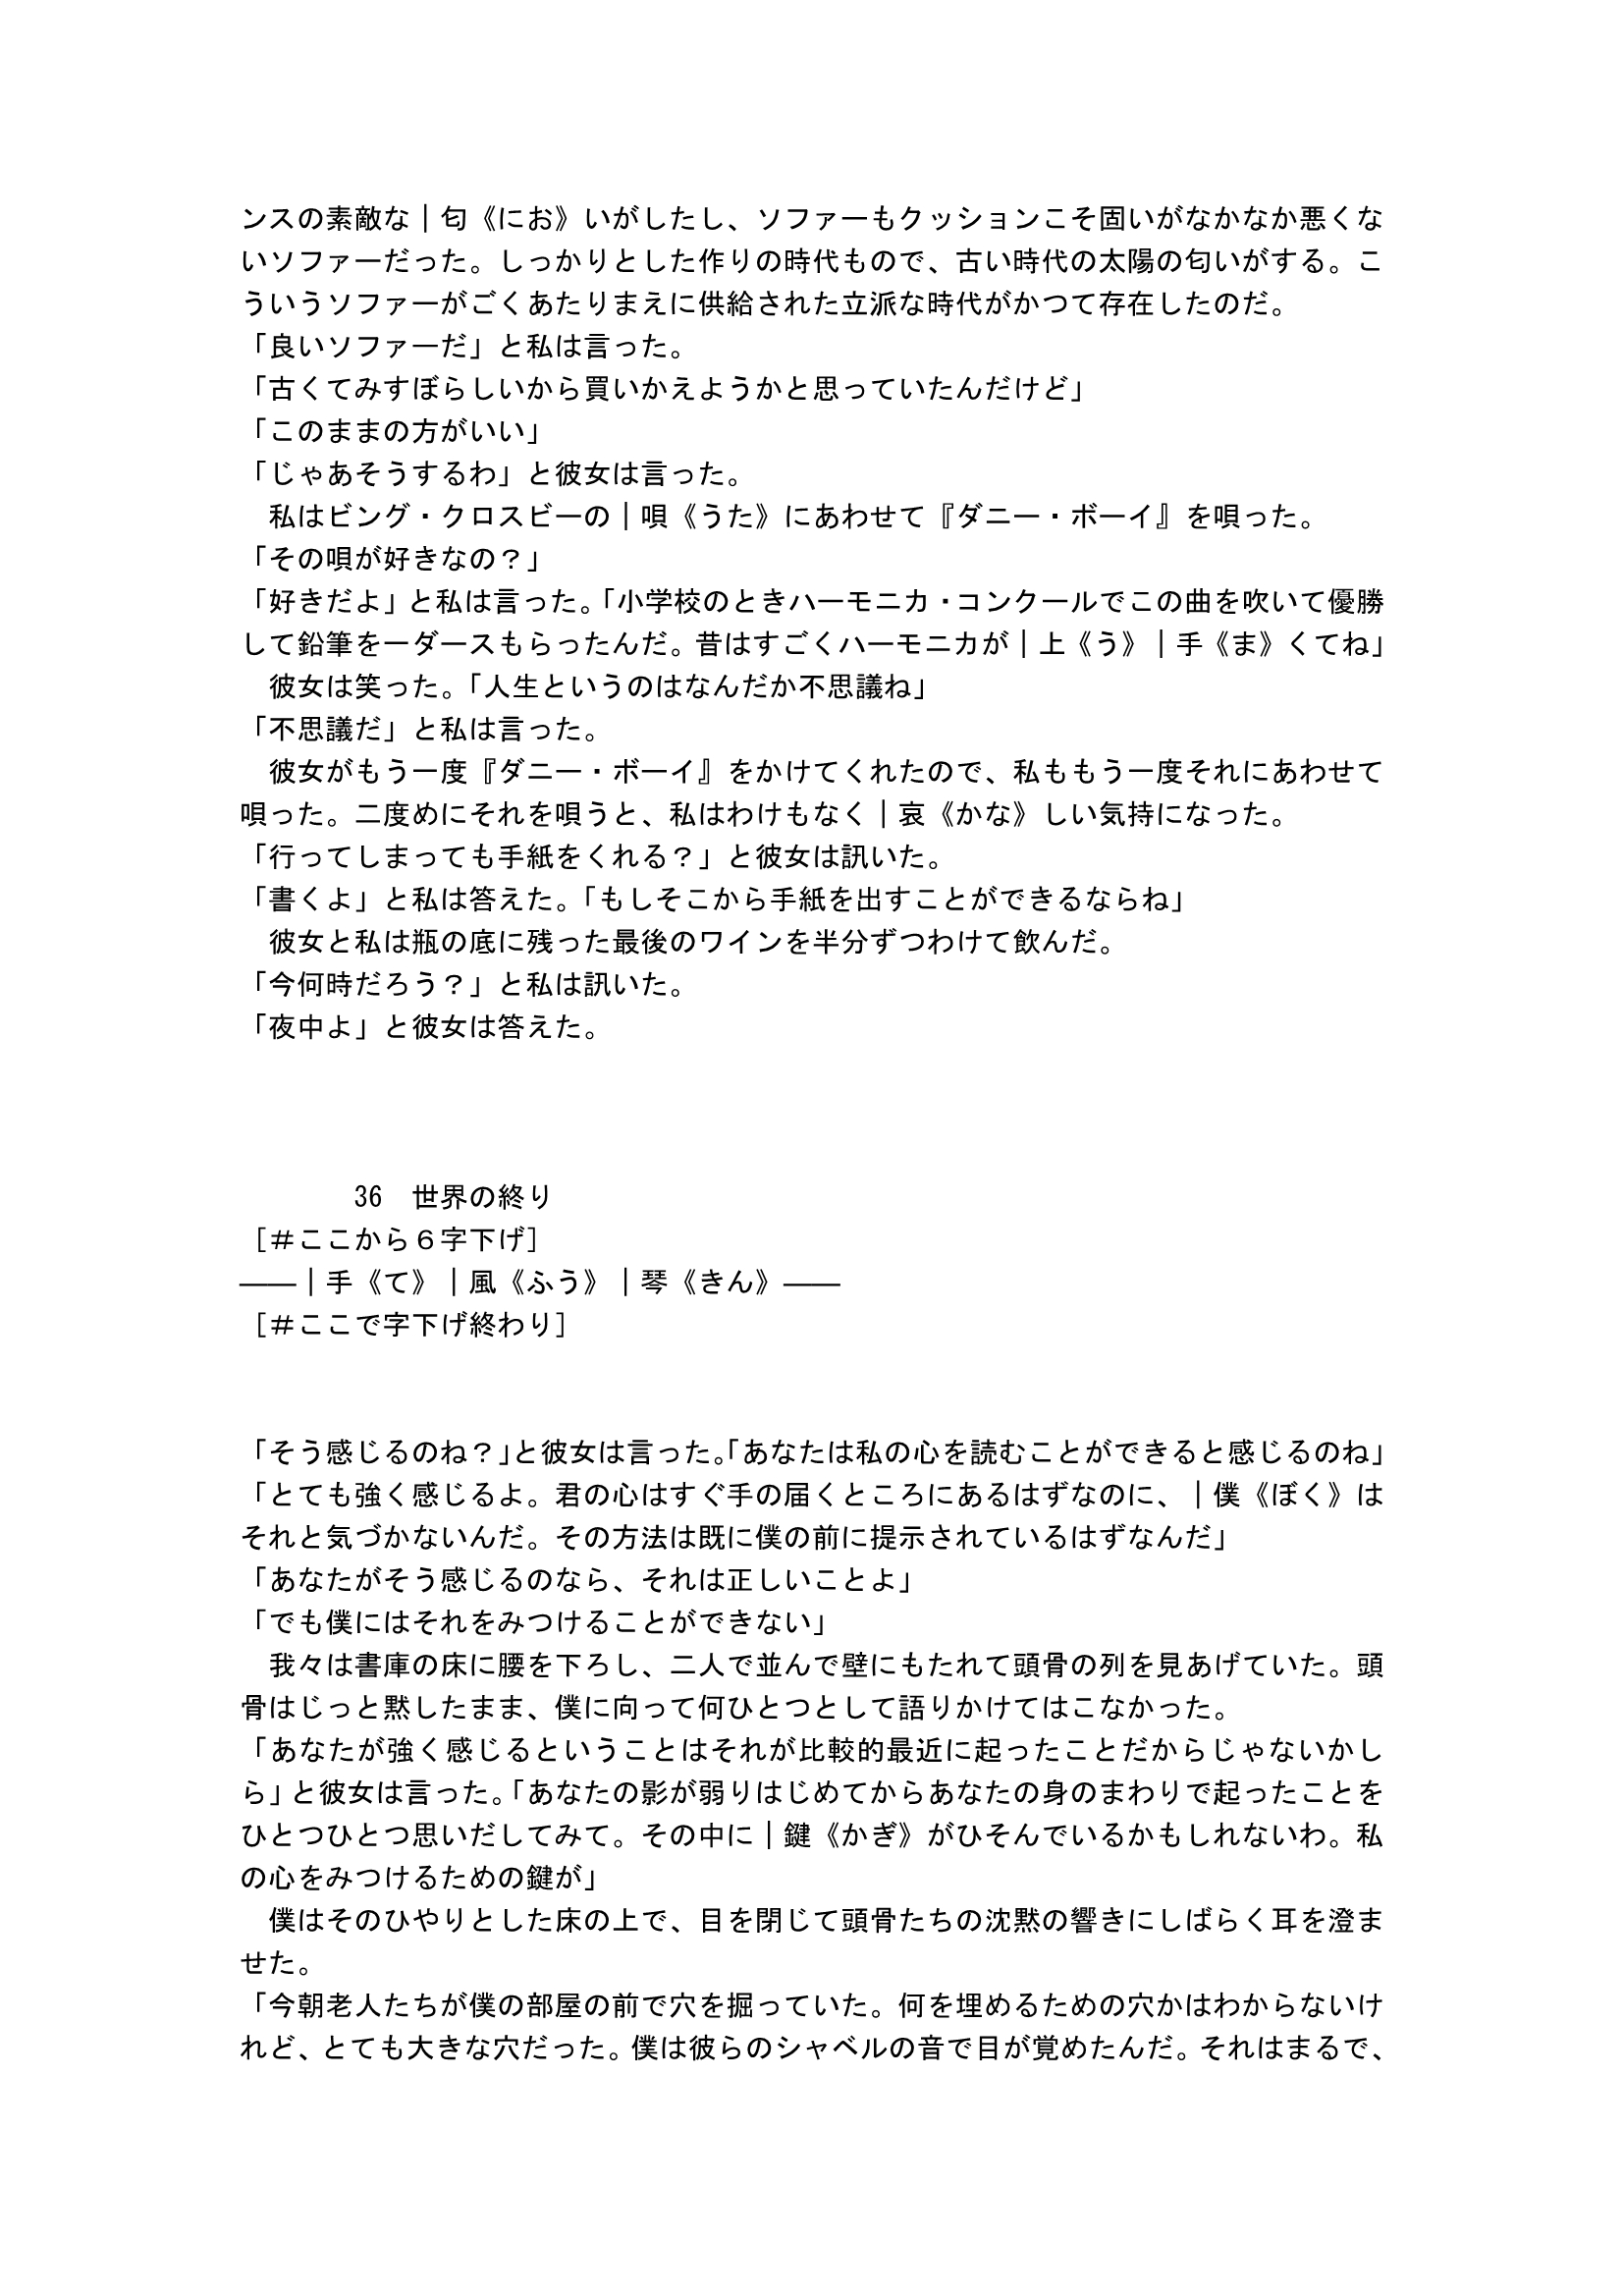 ンスの素敵な｜匂《にお》いがしたし、ソファーもクッションこそ固いがなかなか悪くな
いソファーだった。しっかりとした作りの時代もので、古い時代の太陽の匂いがする。こ
ういうソファーがごくあたりまえに供給された立派な時代がかつて存在したのだ。
「良いソファーだ」と私は言った。
「古くてみすぼらしいから買いかえようかと思っていたんだけど」
「このままの方がいい」
「じゃあそうするわ」と彼女は言った。
　私はビング・クロスビーの｜唄《うた》にあわせて『ダニー・ボーイ』を唄った。
「その唄が好きなの？」
「好きだよ」と私は言った。「小学校のときハーモニカ・コンクールでこの曲を吹いて優勝
して鉛筆を一ダースもらったんだ。昔はすごくハーモニカが｜上《う》｜手《ま》くてね」
　彼女は笑った。「人生というのはなんだか不思議ね」
「不思議だ」と私は言った。
　彼女がもう一度『ダニー・ボーイ』をかけてくれたので、私ももう一度それにあわせて
唄った。二度めにそれを唄うと、私はわけもなく｜哀《かな》しい気持になった。
「行ってしまっても手紙をくれる？」と彼女は訊いた。
「書くよ」と私は答えた。「もしそこから手紙を出すことができるならね」
　彼女と私は瓶の底に残った最後のワインを半分ずつわけて飲んだ。
「今何時だろう？」と私は訊いた。
「夜中よ」と彼女は答えた。
36　世界の終り
［＃ここから６字下げ］
――｜手《て》｜風《ふう》｜琴《きん》――
［＃ここで字下げ終わり］
「そう感じるのね？」と彼女は言った。「あなたは私の心を読むことができると感じるのね」
「とても強く感じるよ。君の心はすぐ手の届くところにあるはずなのに、｜僕《ぼく》は
それと気づかないんだ。その方法は既に僕の前に提示されているはずなんだ」
「あなたがそう感じるのなら、それは正しいことよ」
「でも僕にはそれをみつけることができない」
　我々は書庫の床に腰を下ろし、二人で並んで壁にもたれて頭骨の列を見あげていた。頭
骨はじっと黙したまま、僕に向って何ひとつとして語りかけてはこなかった。
「あなたが強く感じるということはそれが比較的最近に起ったことだからじゃないかし
ら」と彼女は言った。「あなたの影が弱りはじめてからあなたの身のまわりで起ったことを
ひとつひとつ思いだしてみて。その中に｜鍵《かぎ》がひそんでいるかもしれないわ。私
の心をみつけるための鍵が」
　僕はそのひやりとした床の上で、目を閉じて頭骨たちの沈黙の響きにしばらく耳を澄ま
せた。
「今朝老人たちが僕の部屋の前で穴を掘っていた。何を埋めるための穴かはわからないけ
れど、とても大きな穴だった。僕は彼らのシャベルの音で目が覚めたんだ。それはまるで、